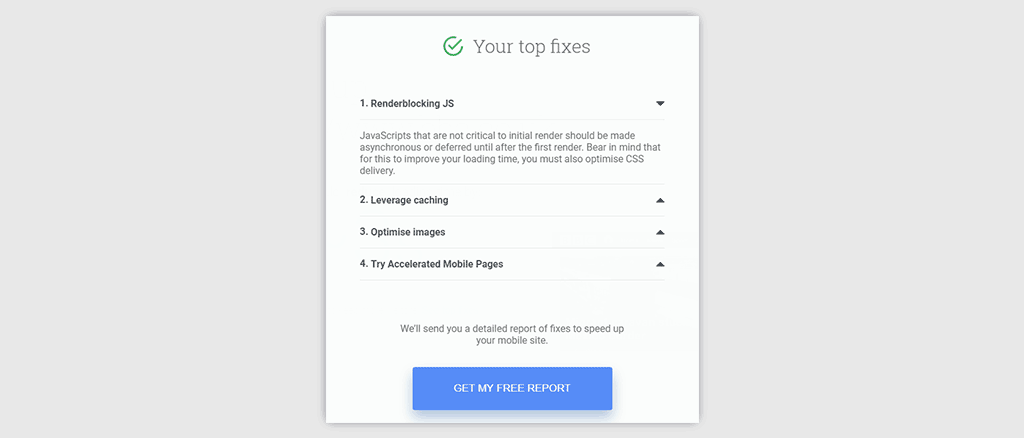 Your top fixes
1. Renderblocking JS
JavaScripts that are not critical to initial render should be made
asynchronous or deferred until after the first render. Bear in mind that
for this to improve your loading time, you must also optimise CSS
delivery.
2. Leverage caching
3. Optimise images
4. Try Accelerated Mobile Pages
We'll send you a detailed report of fixes to speed up
your mobile site.
GET MY FREE REPORT